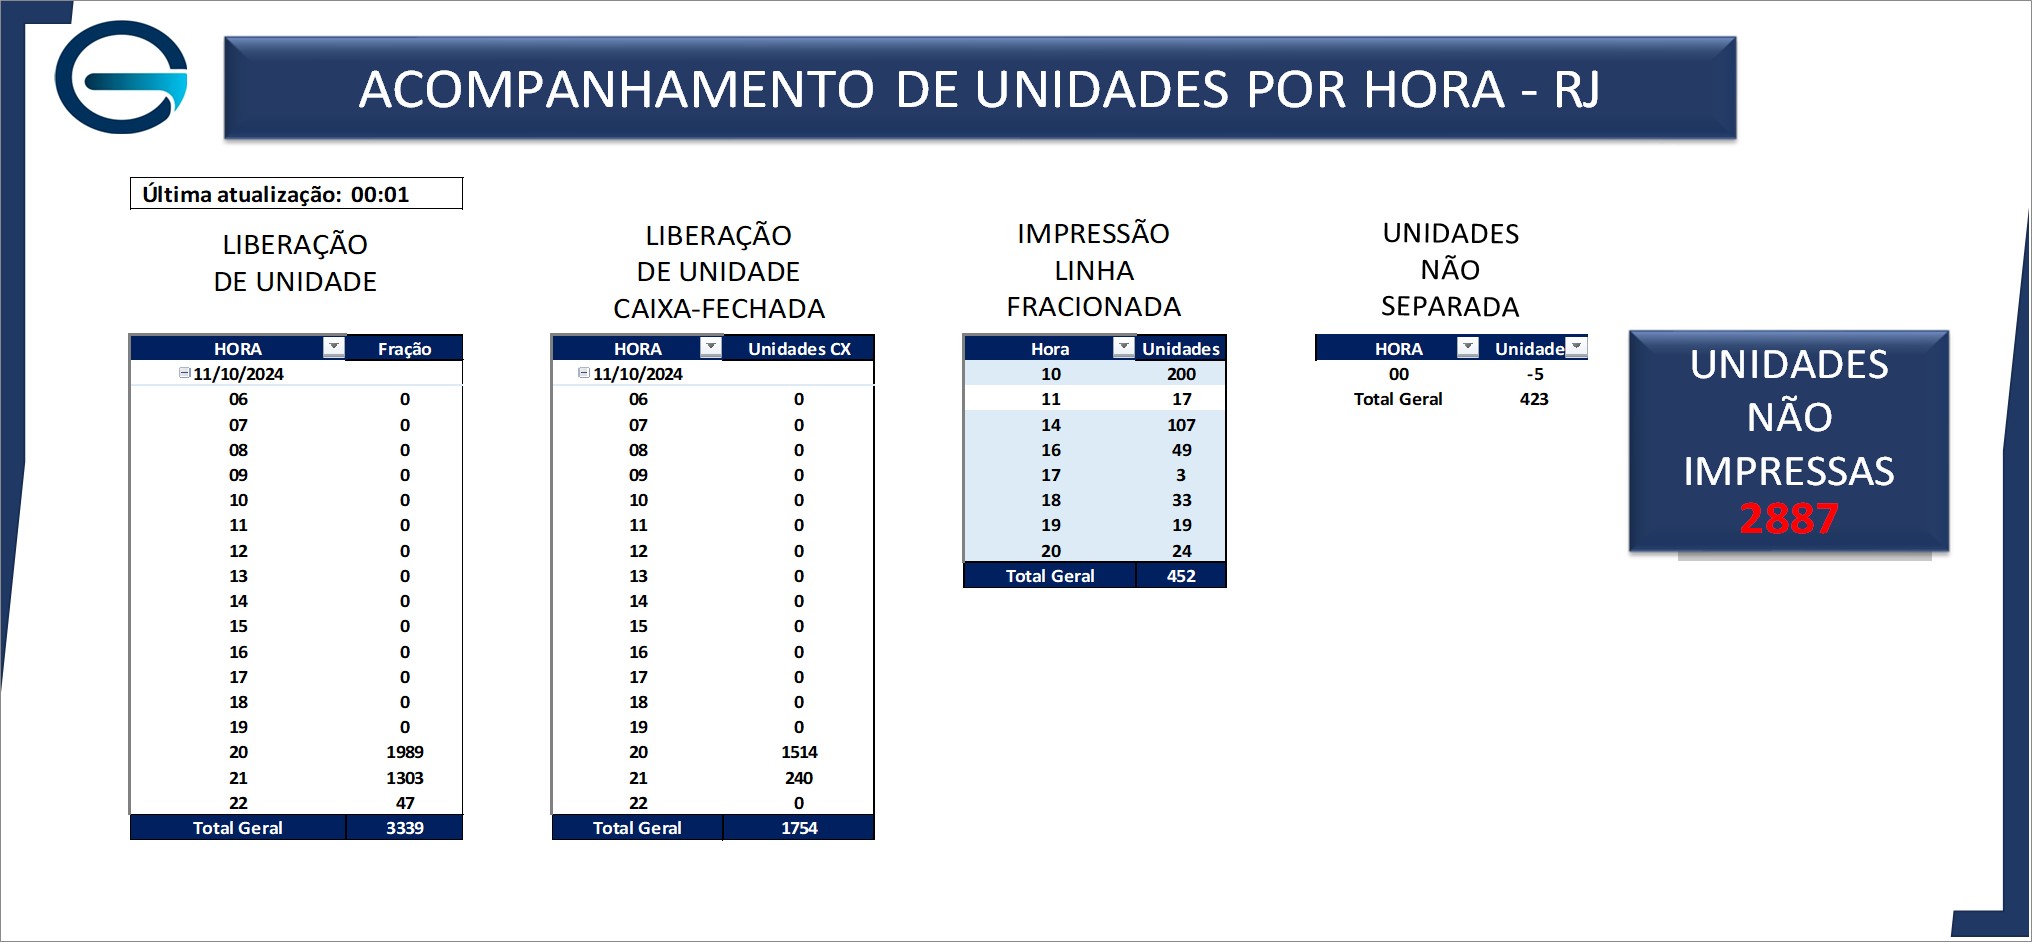 ACOMPANHAMENTO DE UNIDADES POR HORA - RJ
Última atualização: 00:01
LIBERAÇÃO
DE UNIDADE
HORA Fração
11/10/2024
06 0
07 0
08 0
09 0
10 0
11 0
12 0
13 0
14 0
15 0
16 0
17 0
18 0
19 0
20 1989
21 1303
22 47
Total Geral 3339
LIBERAÇÃO
DE UNIDADE
CAIXA-FECHADA
HORA Unidades CX
11/10/2024
06 0
07 0
08 0
09 0
10 0
11 0
12 0
13 0
14 0
15 0
16 0
17 0
18 0
19 0
20 1514
21 240
22 0
Total Geral 1754
IMPRESSÃO
LINHA
FRACIONADA
Hora Unidades
10 200
11 17
14 107
16 49
17 3
18 33
19 19
20 24
Total Geral 452
UNIDADES
NÃO
SEPARADA
HORA Unidade
00 -5
Total Geral 423
UNIDADES
NÃO
IMPRESSAS
2887